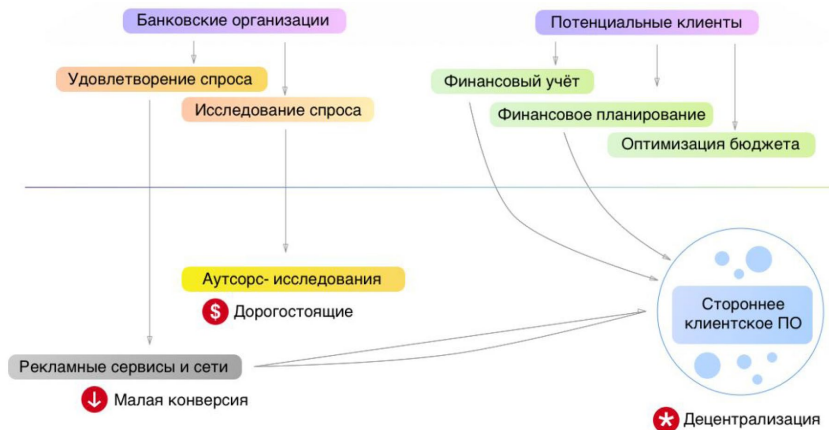 Банковские организации
Потенциальные клиенты
Удовлетворение спроса
Исследование спроса
Финансовый учёт
Финансовое планирование
Оптимизация бюджета
Аутсорс- исследования
$ Дорогостоящие
Рекламные сервисы и сети
Малая конверсия
Стороннее
клиентское ПО
* Децентрализация